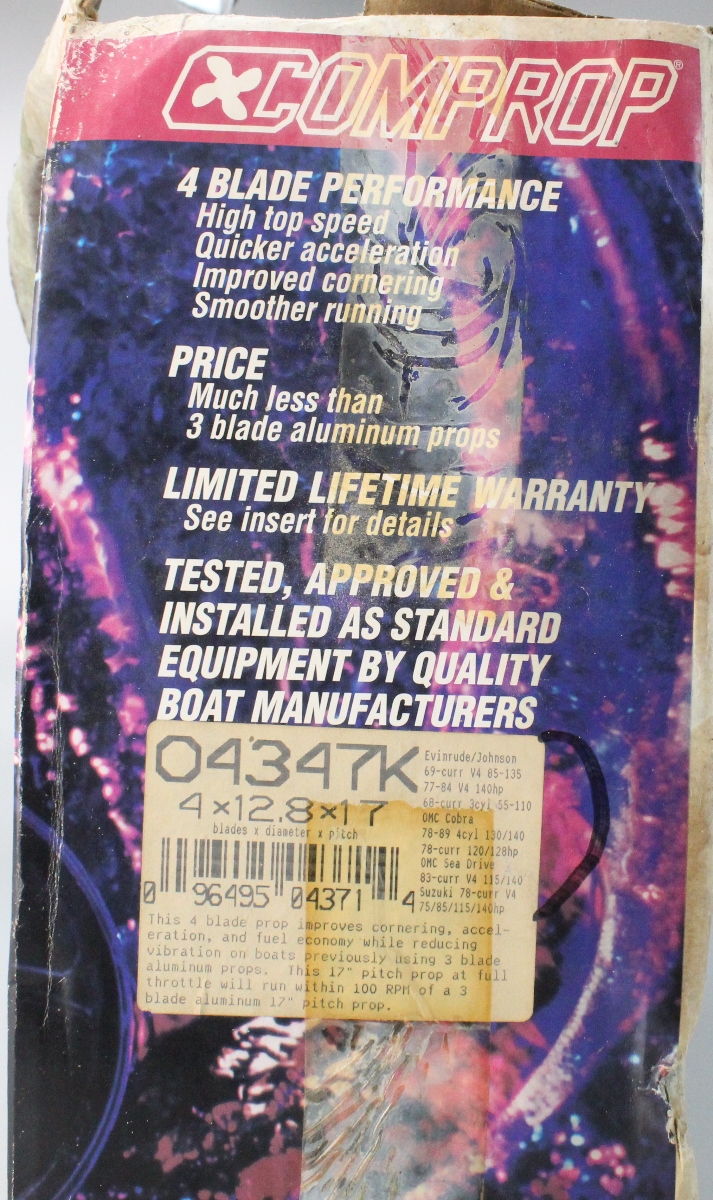 COMPROP®
4 BLADE PERFORMANCE
High top speed
Quicker acceleration
Improved cornering
Smoother running
PRICE
Much less than
3 blade aluminum props
LIMITED LIFETIME WARRANTY
See insert for details
TESTED, APPROVED &
INSTALLED AS STANDARD
EQUIPMENT BY QUALITY
BOAT MANUFACTURERS
04347K
4x12.8x17
blades x diameter x pitch
0 96495 04371 4
Evinrude/Johnson
69-curr V4 85-135
77-84 V4 140hp
68-curr 3cyl 55-110
OMC Cobra
78-89 4cyl 130/140
78-curr 120/128hp
OMC Sea Drive
83-curr V4 115/140
Suzuki 78-curr V4
75/85/115/140hp
This 4 blade prop improves cornering, accel-
eration, and fuel economy while reducing
vibration on boats previously using 3 blade
aluminum props. This 17" pitch prop at full
throttle will run within 100 RPM of a 3
blade aluminum 17" pitch prop.